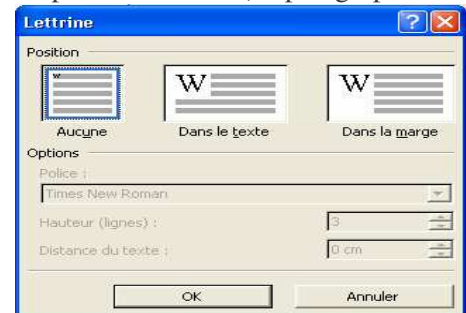 Lettrine
Position
W W W
Aucune Dans le texte Dans la marge
Options
Police :
Times New Roman
Hauteur (lignes) : 3
Distance du texte : 0 cm
OK Annuler